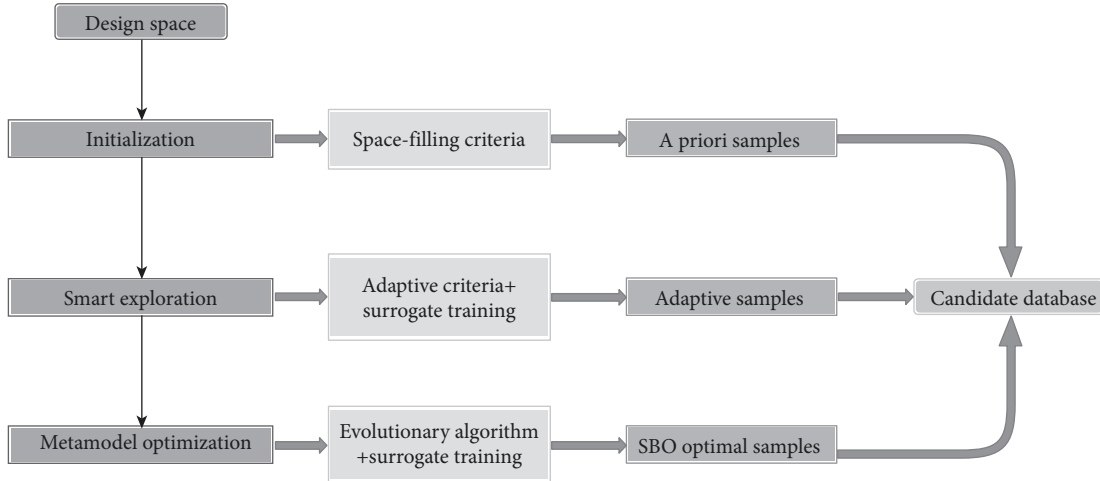 Design space
Initialization
Space-filling criteria
A priori samples
Smart exploration
Adaptive criteria+
surrogate training
Adaptive samples
Candidate database
Metamodel optimization
Evolutionary algorithm
+surrogate training
SBO optimal samples